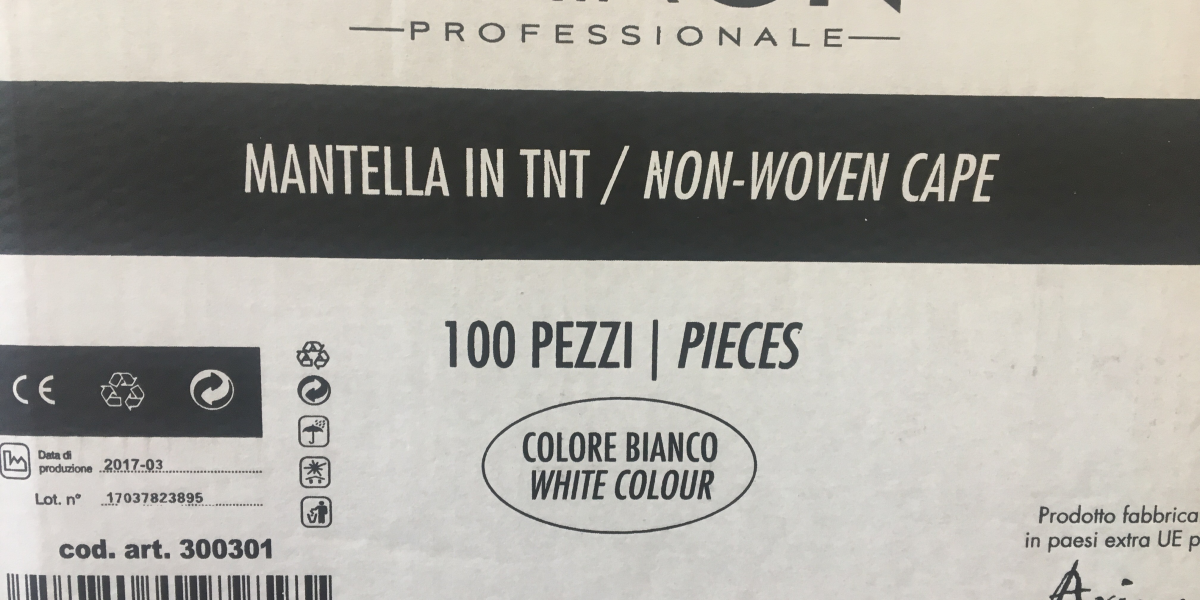 PROFESSIONALE
MANTELLA IN TNT / NON-WOVEN CAPE
100 PEZZI | PIECES
COLORE BIANCO
WHITE COLOUR
CE
Data di
produzione 2017-03
Lot. n° 17037823895
cod. art. 300301
Prodotto
in paesi extra UE